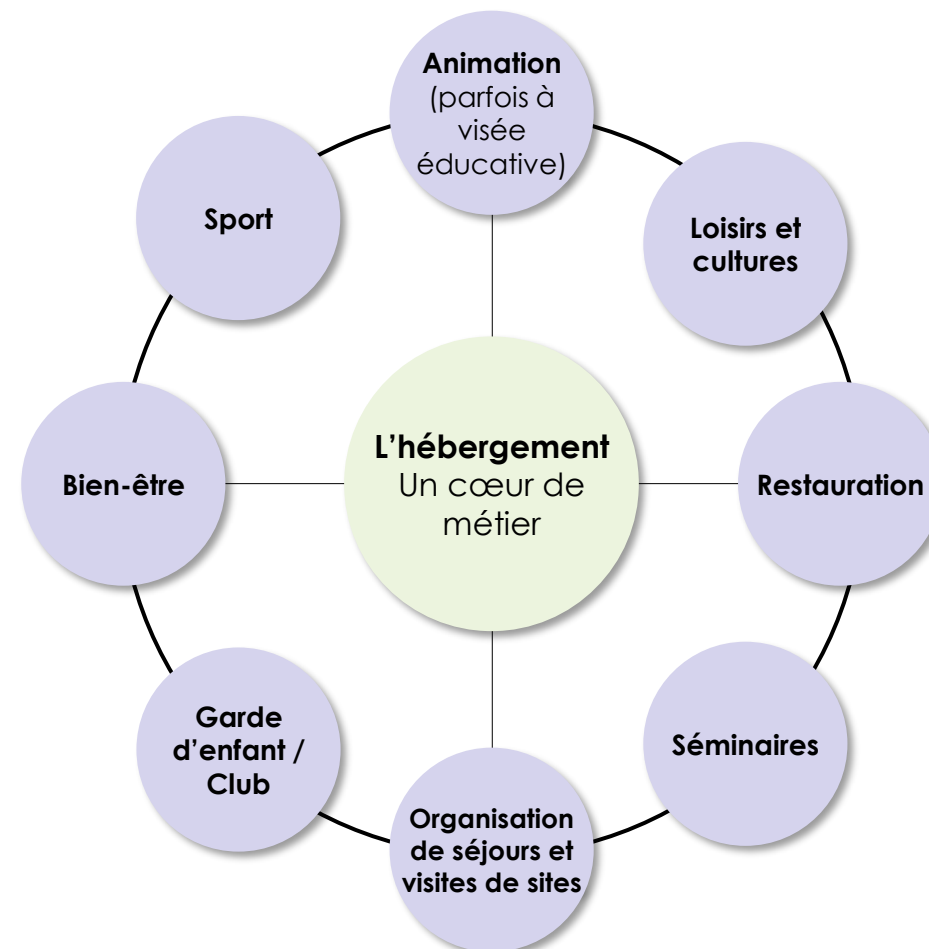 Animation
(parfois à
visée
éducative)
Loisirs et
cultures
Restauration
Séminaires
Organisation
de séjours et
visites de sites
Garde
d'enfant /
Club
Bien-être
Sport
L'hébergement
Un cœur de
métier